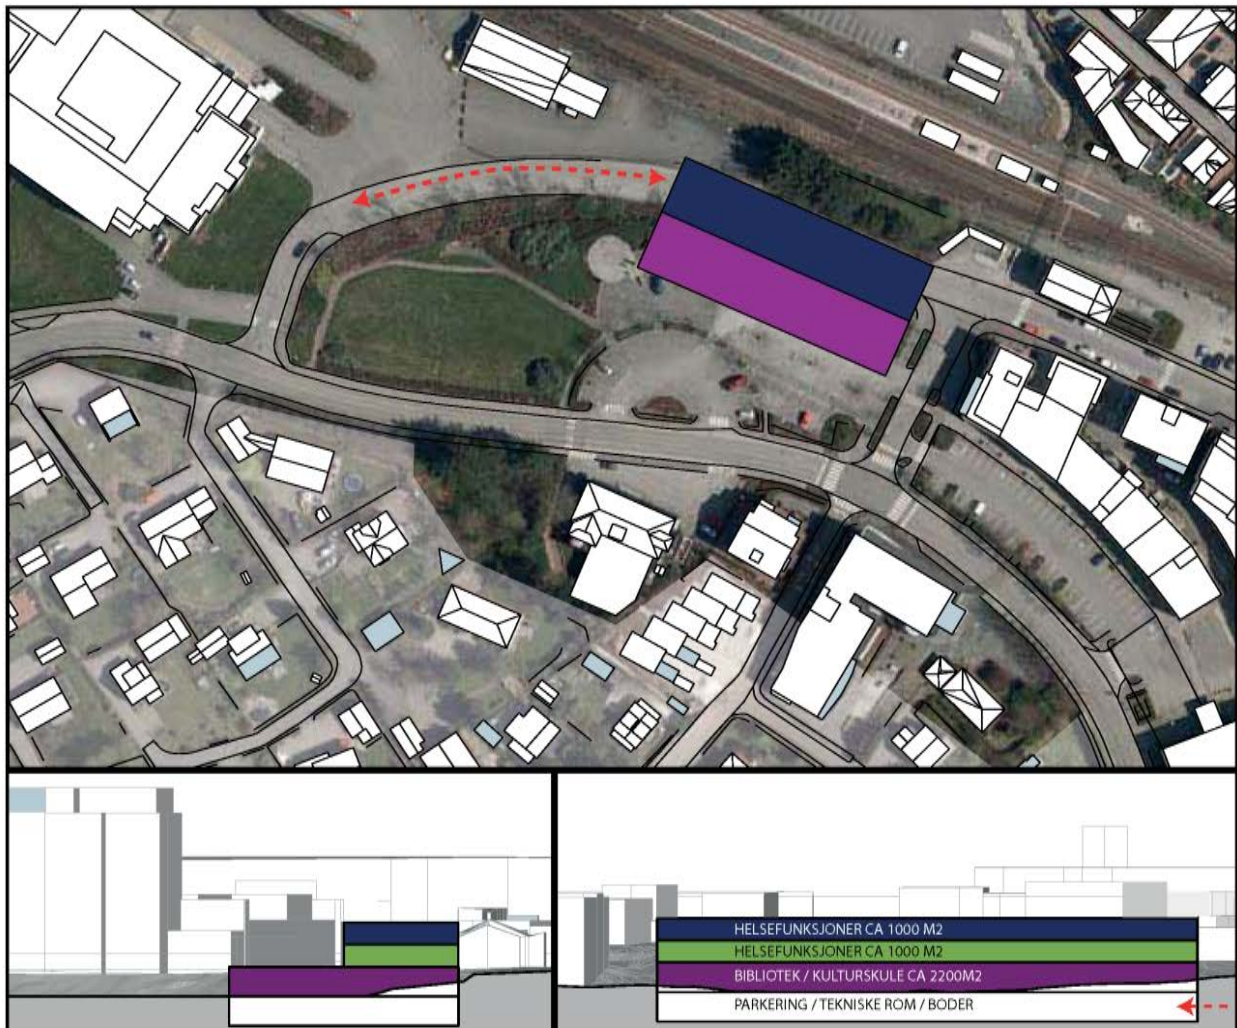 HELSEFUNKSJONER CA 1000 M2
HELSEFUNKSJONER CA 1000 M2
BIBLIOTEK / KULTURSKULE CA 2200M2
PARKERING / TEKNISKE ROM / BODER